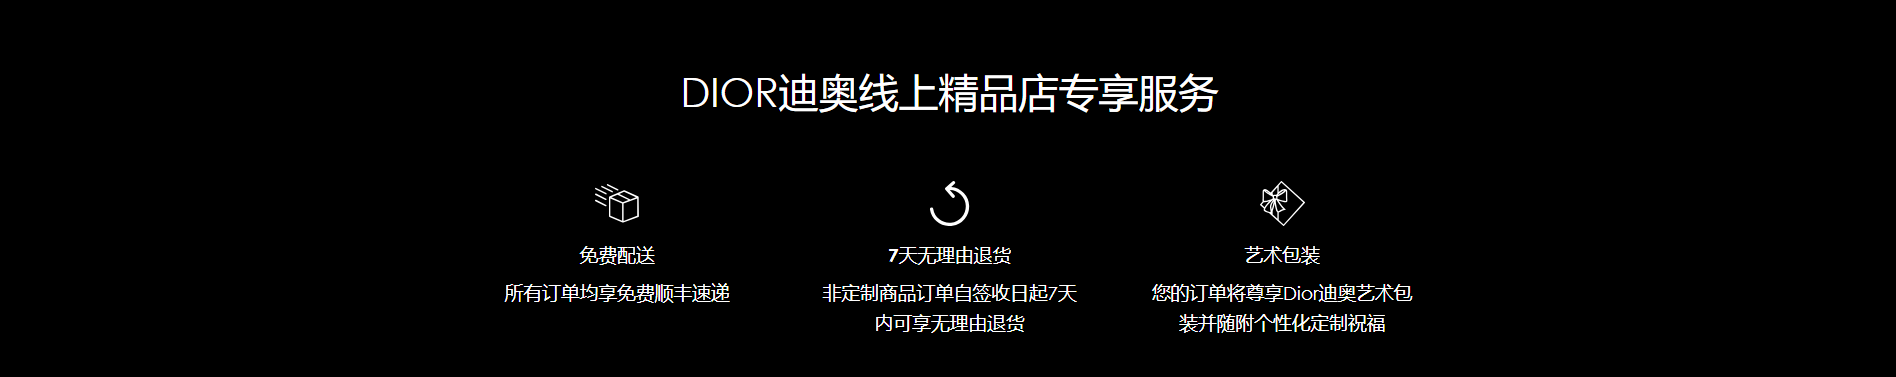 DIOR迪奥线上精品店专享服务
免费配送
所有订单均享免费顺丰速递
7天无理由退货
非定制商品订单自签收日起7天
内可享无理由退货
艺术包装
您的订单将尊享Dior迪奥艺术包
装并随附个性化定制祝福